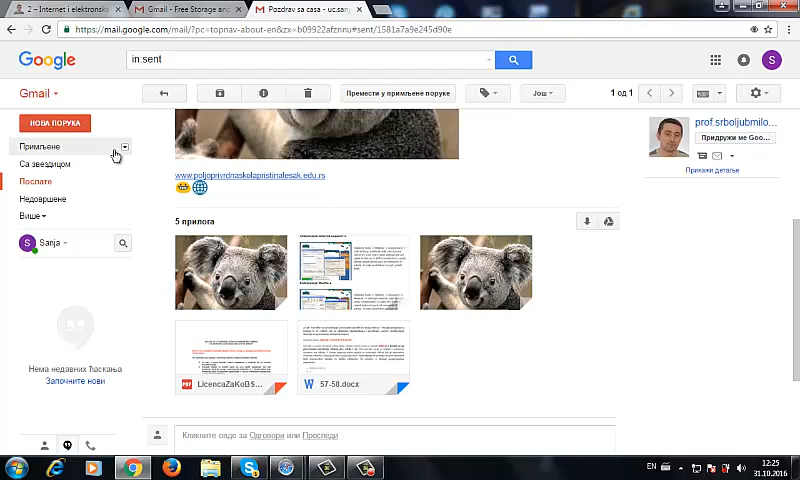 2 – Internet i elektronska
Gmail - Free Storage and
Pozdrav sa casa - uc.sanj
https://mail.google.com/mail/?pc=topnav-about-en&zx=b09922afznnu#sent/1581a7a9e245d90e
Google
in:sent
S
Gmail
Премести у примљене поруке
Још
1 од 1
НОВА ПОРУКА
Примљене
Са звездицом
Послате
Недовршене
Више
S Sanja
Нема недавних ћаскања
Започните нови
www.poljoprivrdnaskolapristinalesak.edu.rs
5 прилога
PDF LicencaZaKoBS...
W 57-58.docx
Кликните овде за Одговори или Проследи
prof.srboljubmilo...
Придружи ме Goo...
Прикажи детаље
EN
12:25
31.10.2016